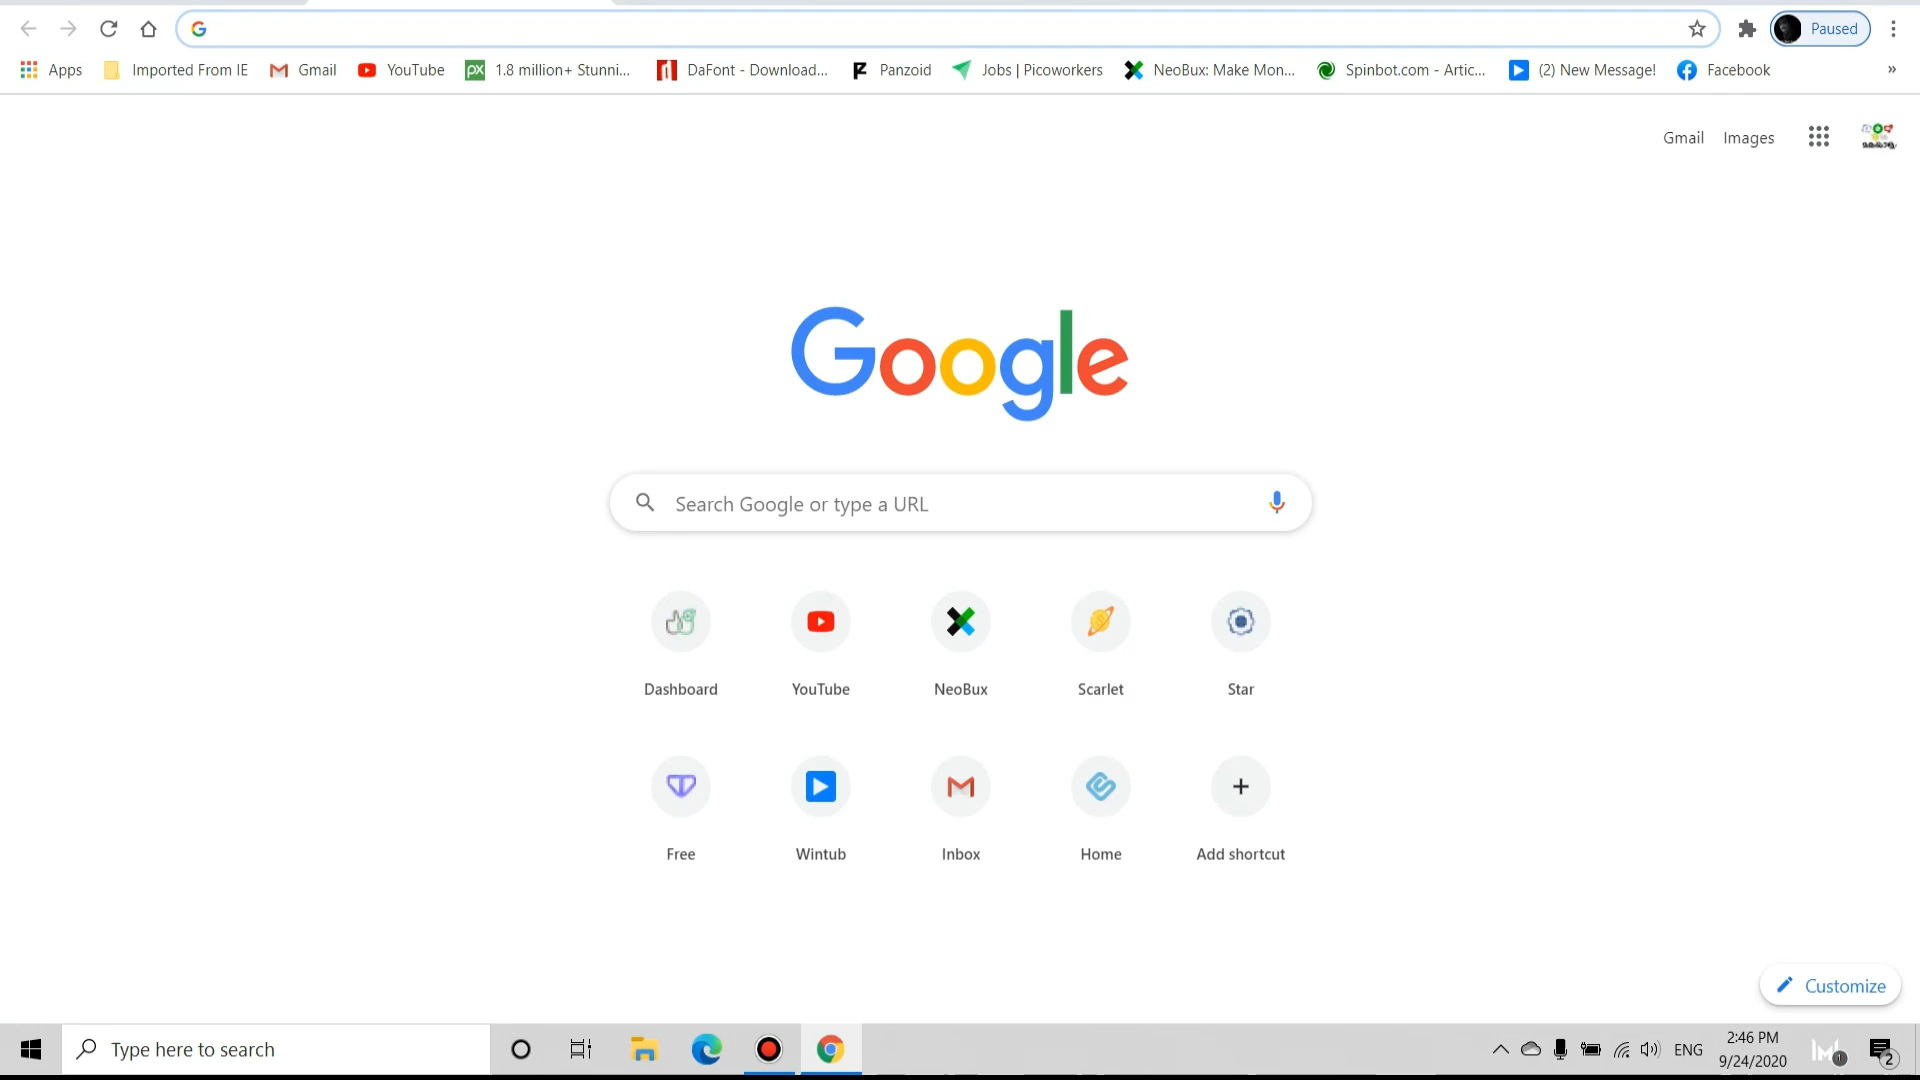 Paused
Apps Imported From IE Gmail YouTube 1.8 million+ Stunni... DaFont - Download... Panzoid Jobs | Picoworkers NeoBux: Make Mon... Spinbot.com - Artic... (2) New Message! Facebook »
Gmail Images
Google
Search Google or type a URL
Dashboard YouTube NeoBux Scarlet Star
Free Wintub Inbox Home Add shortcut
Customize
Type here to search
ENG
2:46 PM
9/24/2020
1
2